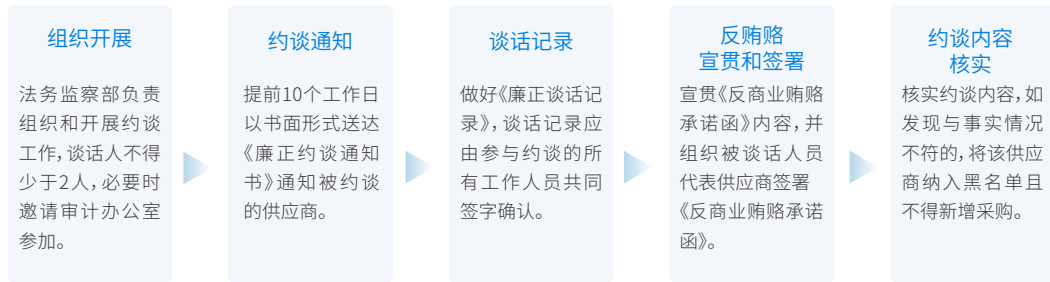 组织开展
法务监察部负责
组织和开展约谈
工作，谈话人不得
少于2人，必要时
邀请审计办公室
参加。
约谈通知
提前10个工作日
以书面形式送达
《廉正约谈通知
书》通知被约谈
的供应商。
谈话记录
做好《廉正谈话记
录》，谈话记录应
由参与约谈的所
有工作人员共同
签字确认。
反贿赂
宣贯和签署
宣贯《反商业贿赂
承诺函》内容，并
组织被谈话人员
代表供应商签署
《反商业贿赂承诺
函》。
约谈内容
核实
核实约谈内容，如
发现与事实情况
不符的，将该供应
商纳入黑名单且
不得新增采购。